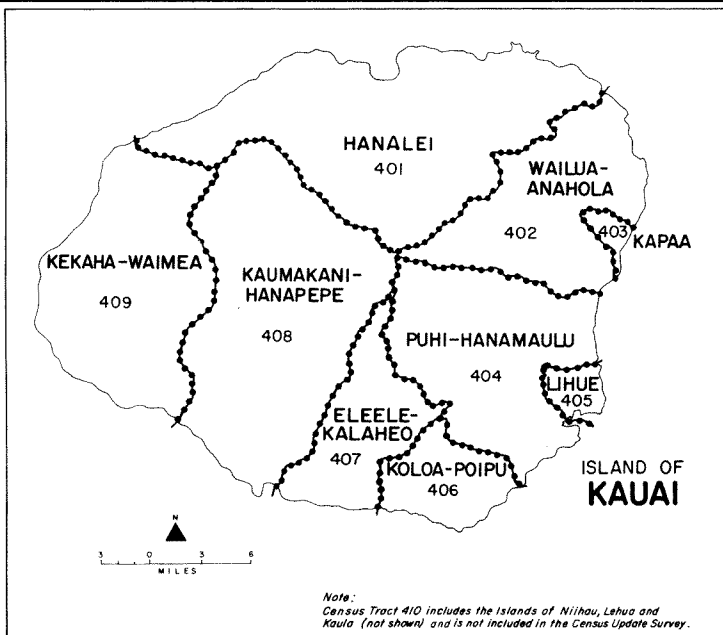 HANALEI
401
WAILUA-
ANAHOLA
402
403
KAPAA
KEKAHA-WAIMEA
409
KAUMAKANI-
HANAPEPE
408
PUHI-HANAMAULU
404
LIHUE
405
ELEELE-
KALAHEO
407
KOLOA-POIPU
406
ISLAND OF
KAUAI
N
3 0 3 6
MILES
Note:
Census Tract 410 includes the Islands of Niihau, Lehua and
Kaula (not shown) and is not included in the Census Update Survey.